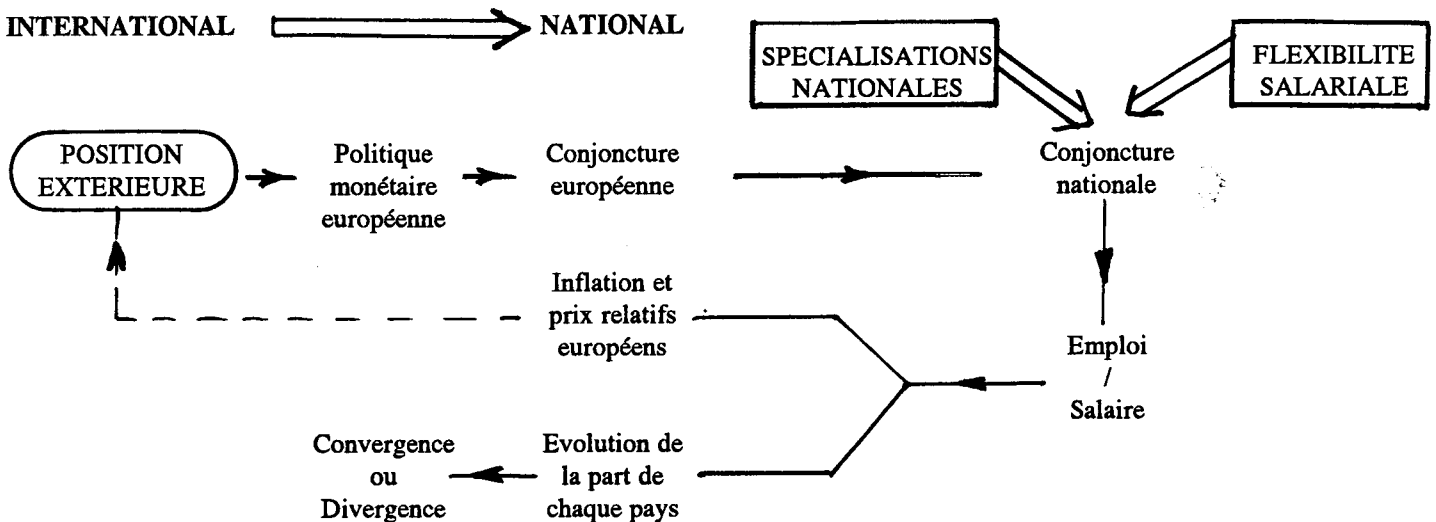 INTERNATIONAL
NATIONAL
SPECIALISATIONS
NATIONALES
FLEXIBILITE
SALARIALE
POSITION
EXTERIEURE
Politique
monétaire
européenne
Conjoncture
européenne
Conjoncture
nationale
Inflation et
prix relatifs
européens
Emploi
/
Salaire
Convergence
ou
Divergence
Evolution de
la part de
chaque pays